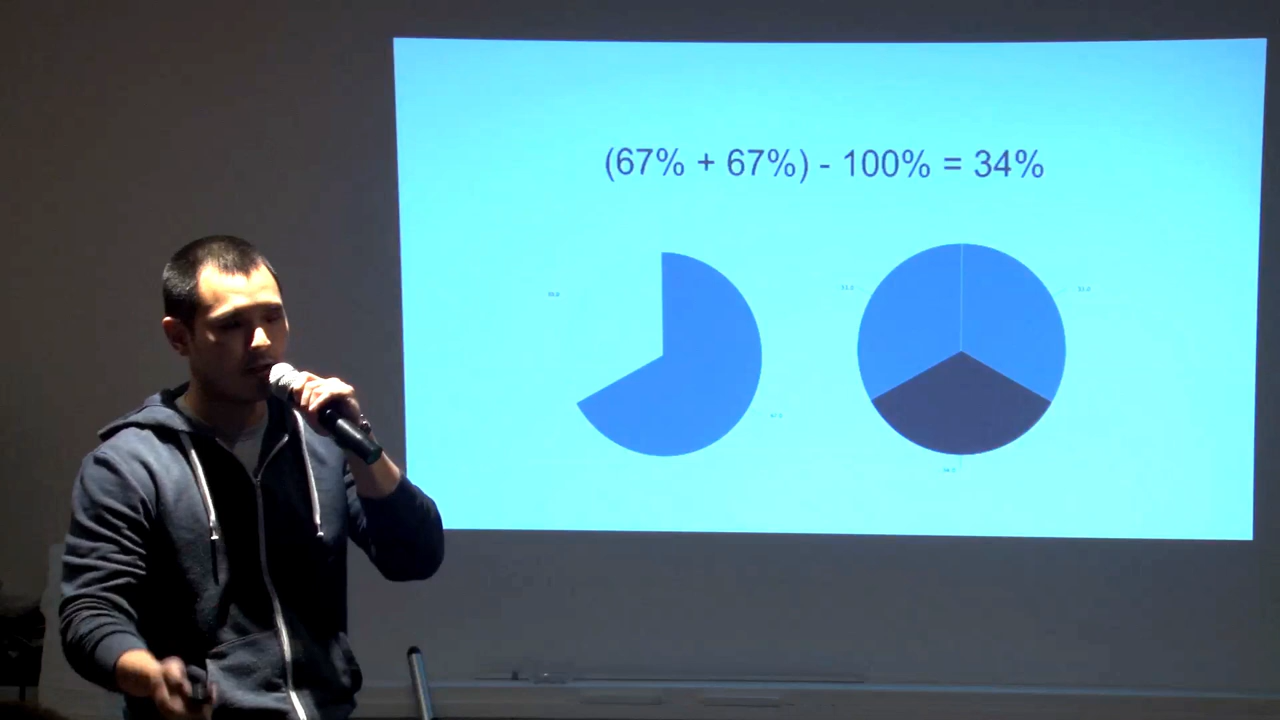 (67% + 67%) - 100% = 34%